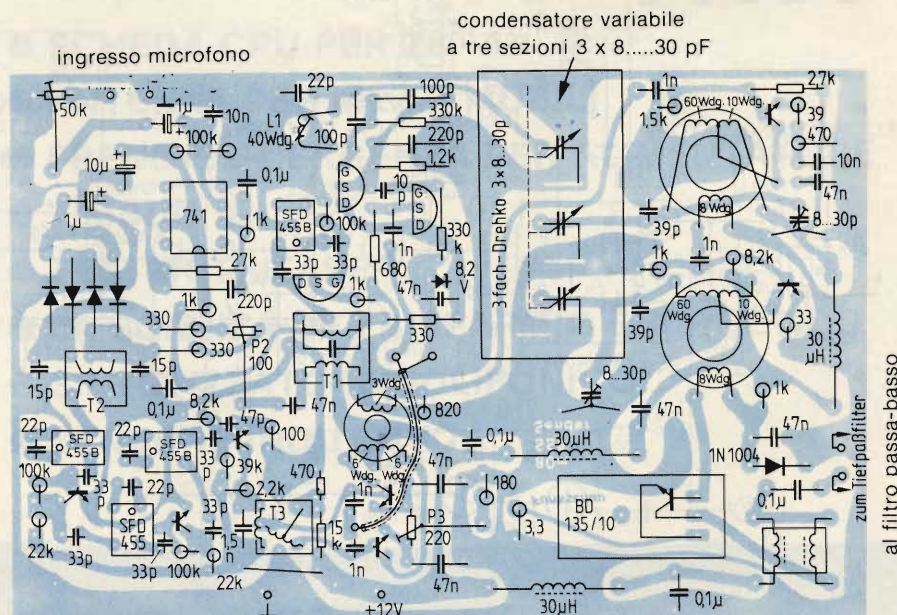 condensatore variabile
a tre sezioni 3 x 8.....30 pF
ingresso microfono
50k
1µ
10n
100k
10µ
1µ
741
0,1µ
1k
27k
220p
1k
330
330
P2
100
22p
L1
40Wdg.
100p
100p
330k
220p
1,2k
G
S
D
10
p
G
S
D
SFD
455B
100k
33p
33p
D S G
1k
680
1n
330
k
8,2
V
47n
330
3fach-Drehko 3×8..30p
1n
60Wdg.
10Wdg.
1,5k
2,7k
39
470
10n
47n
8 Wdg.
8...30p
39p
1n
1k
8,2k
60
Wdg.
10
Wdg.
33
30
µH
39p
8Wdg.
1k
8...30p
47n
15p
T2
15p
0,1µ
8,2k
T1
47n
3Wdg.
820
6
Wdg.
6
Wdg.
22p
SFD
455B
22p
SFD
455B
47p
33
p
39k
100
100k
33
p
22p
2,2k
470
1n
47n
0,1µ
180
30µH
3,3
BD
135/10
47n
1N 1004
0,1µ
zum Tiefpaßfilter
al filtro passa-basso
22k
33p
SFD
455
33p
100k
33p
1,5
n
22k
T3
15
k
1n
P3
220
47n
30µH
0,1µ
⊥
+12V